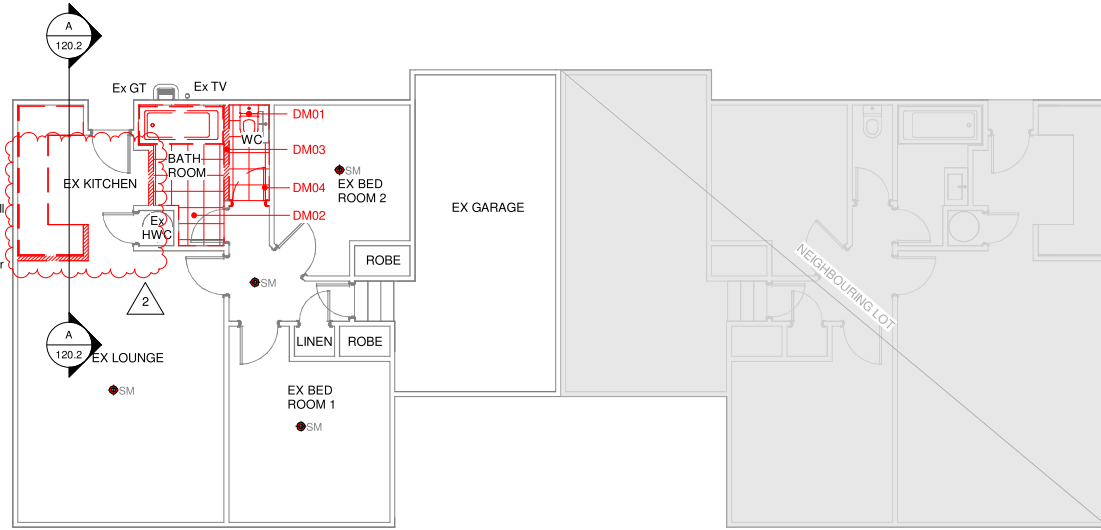 A
120.2
Ex GT
Ex TV
DM01
WC
DM03
BATH
ROOM
SM
EX KITCHEN
DM04
EX BED
ROOM 2
EX GARAGE
ll
DM02
Ex
HWC
NEIGHBOURING LOT
r
ROBE
SM
2
A
120.2
LINEN
ROBE
EX LOUNGE
SM
EX BED
ROOM 1
SM